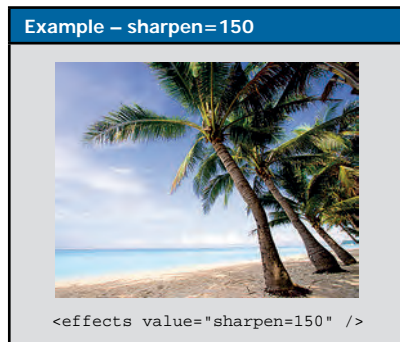 Example – sharpen=150
<effects value="sharpen=150" />